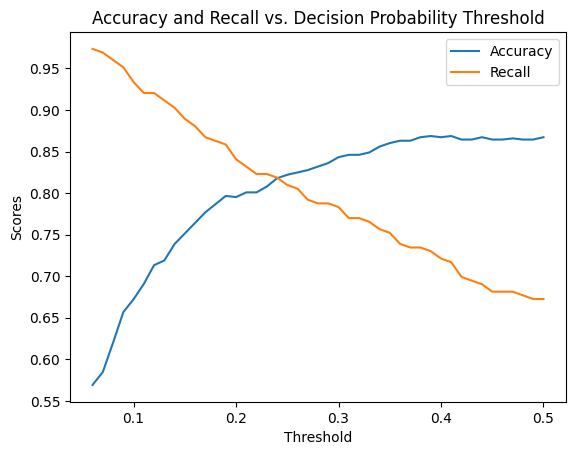 Accuracy and Recall vs. Decision Probability Threshold
Accuracy
Recall
Scores
0.95
0.90
0.85
0.80
0.75
0.70
0.65
0.60
0.55
0.1 0.2 0.3 0.4 0.5
Threshold